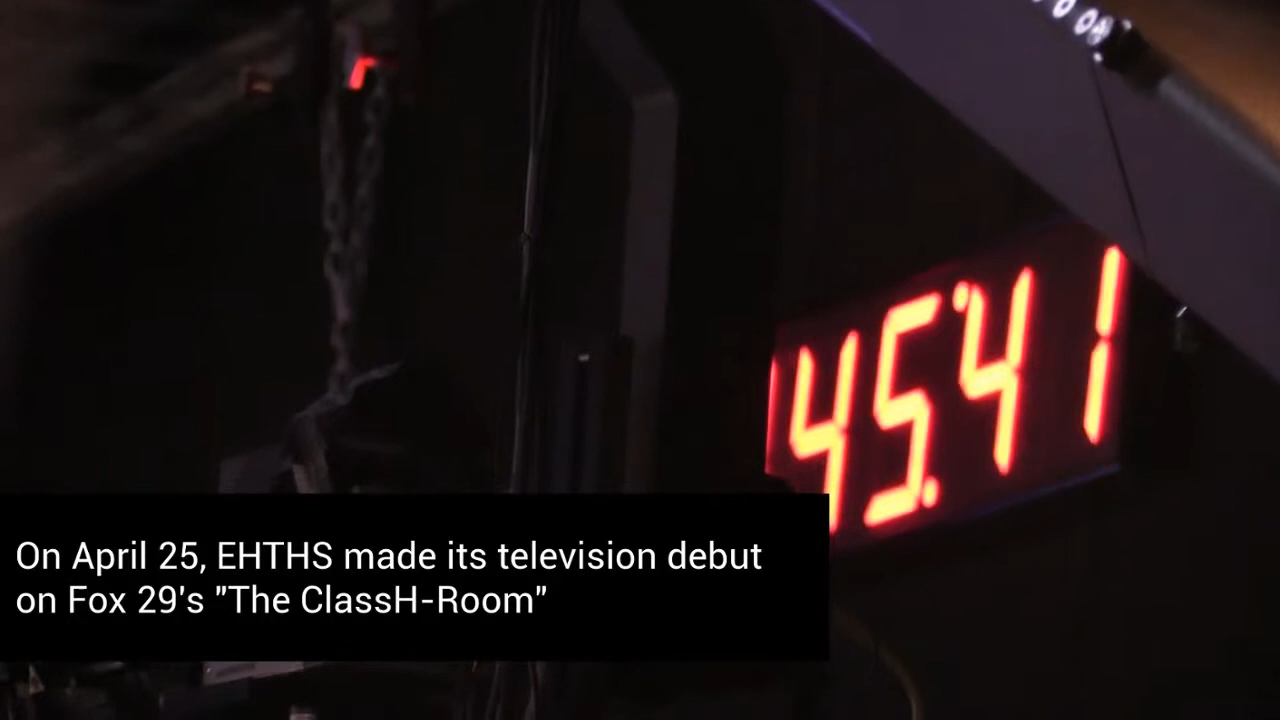 45:41
On April 25, EHTHS made its television debut
on Fox 29's "The ClassH-Room"